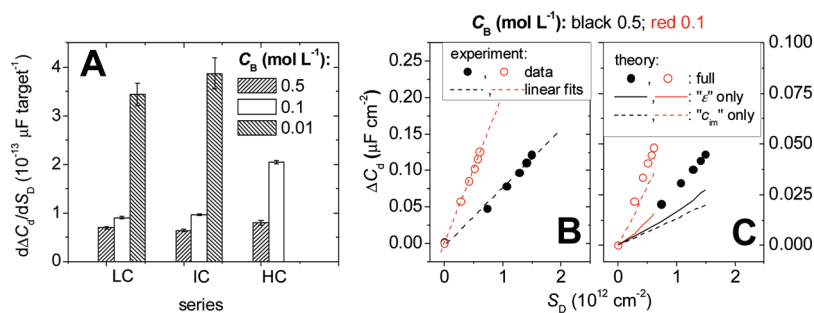 C_B (mol L⁻¹): black 0.5; red 0.1
A
C_B (mol L⁻¹):
0.5
0.1
0.01
4
3
2
1
0
dΔC_d/dS_D (10⁻¹³ μF target⁻¹)
LC IC HC
series
experiment:
, data
, linear fits
0.25
0.20
0.15
0.10
0.05
0.00
ΔC_d (μF cm⁻²)
B
0 1 2
theory:
, : full
, : "ε" only
, : "c_im" only
0.100
0.075
0.050
0.025
0.000
C
0 1 2
S_D (10¹² cm⁻²)